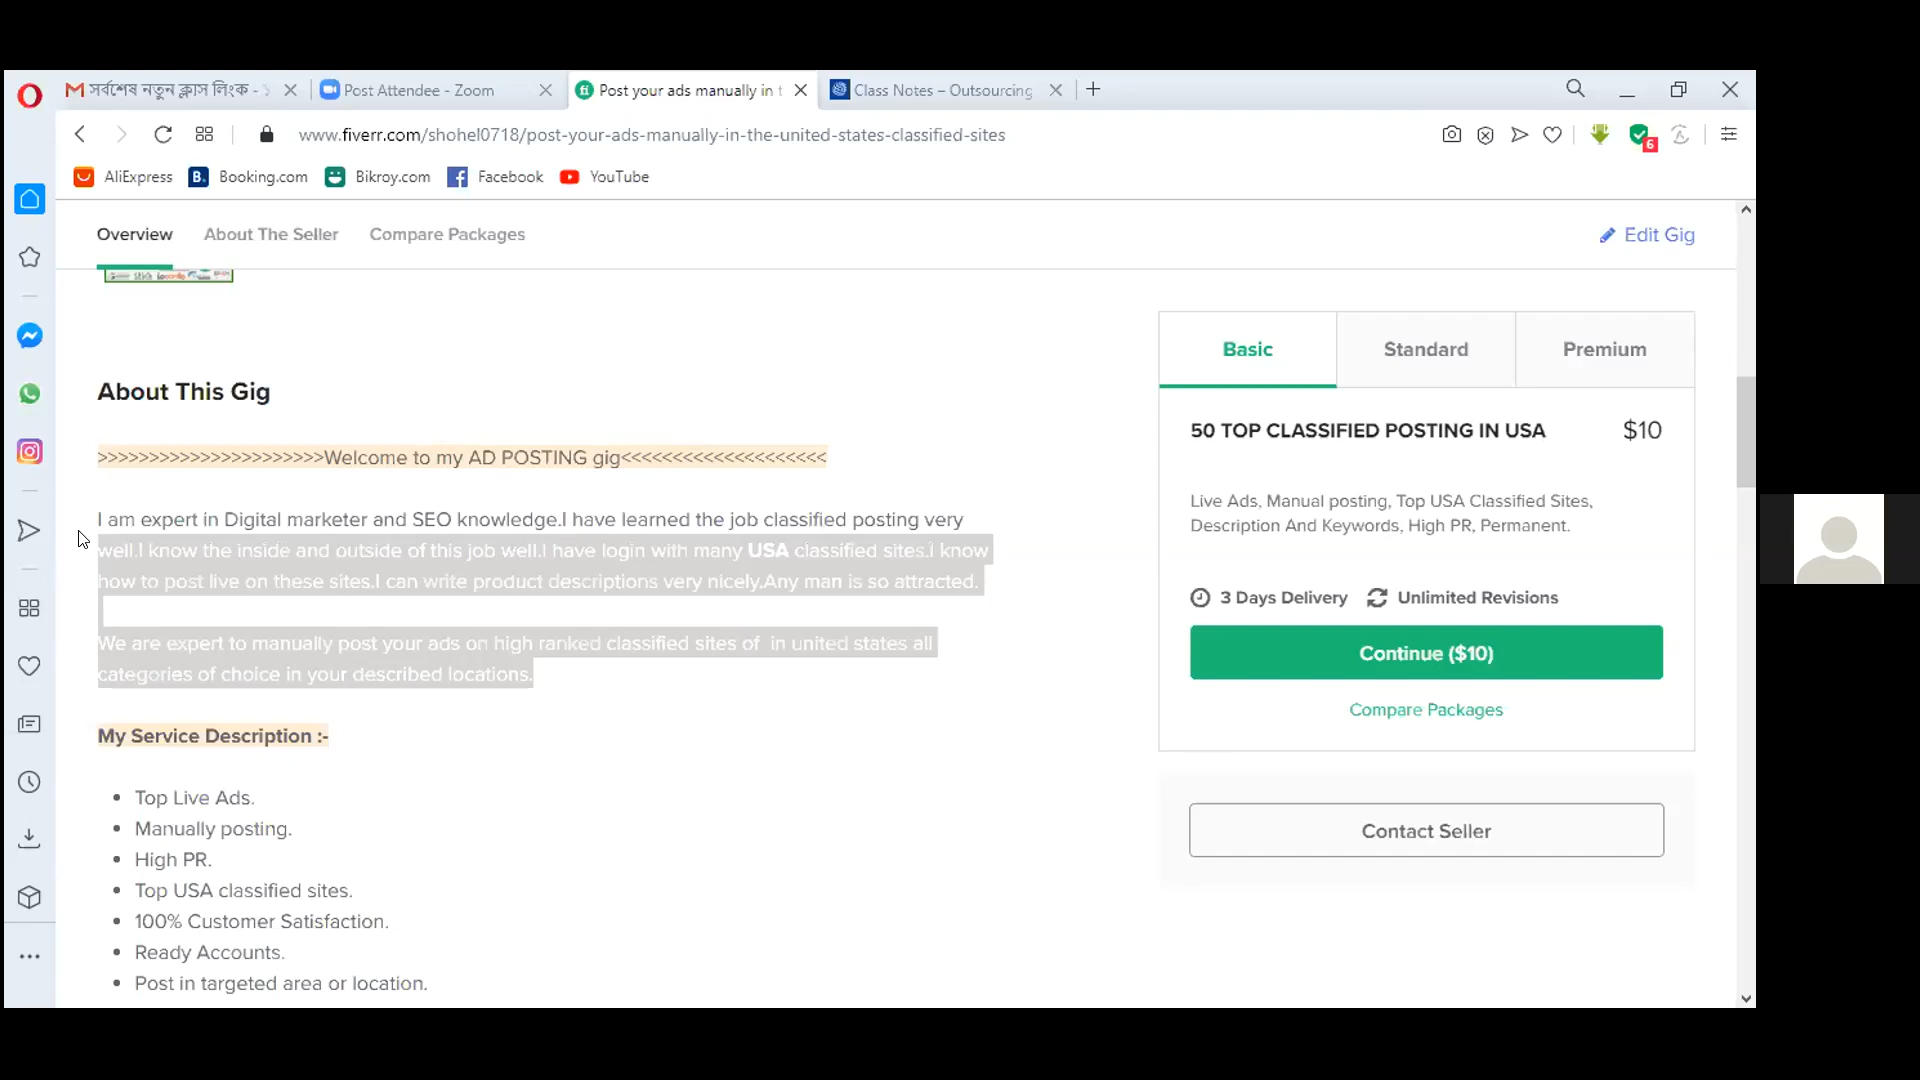 সর্বশেষ নতুন ক্লাস লিংক -
Post Attendee - Zoom
Post your ads manually in t
Class Notes – Outsourcing
www.fiverr.com/shohel0718/post-your-ads-manually-in-the-united-states-classified-sites
6
AliExpress
B. Booking.com
Bikroy.com
Facebook
YouTube
Overview
About The Seller
Compare Packages
Edit Gig
About This Gig
>>>>>>>>>>>>>>>>>>>>>>Welcome to my AD POSTING gig<<<<<<<<<<<<<<<<<<<<
I am expert in Digital marketer and SEO knowledge.I have learned the job classified posting very
well.I know the inside and outside of this job well.I have login with many USA classified sites.I know
how to post live on these sites.I can write product descriptions very nicely.Any man is so attracted.
We are expert to manually post your ads on high ranked classified sites of  in united states all
categories of choice in your described locations.
My Service Description :-
• Top Live Ads.
• Manually posting.
• High PR.
• Top USA classified sites.
• 100% Customer Satisfaction.
• Ready Accounts.
• Post in targeted area or location.
Basic
Standard
Premium
50 TOP CLASSIFIED POSTING IN USA $10
Live Ads, Manual posting, Top USA Classified Sites,
Description And Keywords, High PR, Permanent.
3 Days Delivery
Unlimited Revisions
Continue ($10)
Compare Packages
Contact Seller